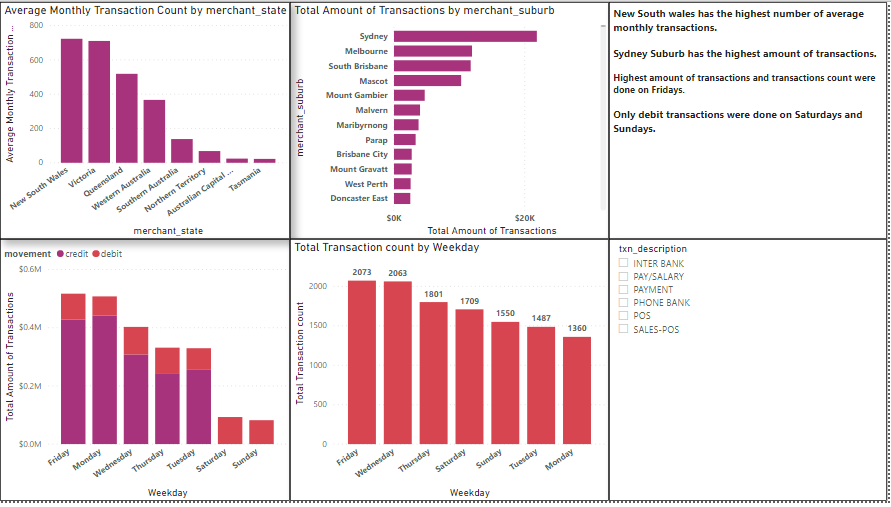 Average Monthly Transaction Count by merchant_state
Average Monthly Transaction...
800
600
400
200
0
New South Wales
Victoria
Queensland
Western Australia
Southern Australia
Northern Territory
Australian Capital ...
Tasmania
merchant_state
Total Amount of Transactions by merchant_suburb
merchant_suburb
Sydney
Melbourne
South Brisbane
Mascot
Mount Gambier
Malvern
Maribyrnong
Parap
Brisbane City
Mount Gravatt
West Perth
Doncaster East
$0K
$20K
Total Amount of Transactions
New South wales has the highest number of average
monthly transactions.
Sydney Suburb has the highest amount of transactions.
Highest amount of transactions and transactions count were
done on Fridays.
Only debit transactions were done on Saturdays and
Sundays.
movement credit debit
Total Amount of Transactions
$0.6M
$0.4M
$0.2M
$0.0M
Friday
Monday
Wednesday
Thursday
Tuesday
Saturday
Sunday
Weekday
Total Transaction count by Weekday
Total Transaction count
2000
1500
1000
500
0
2073
2063
1801
1709
1550
1487
1360
Friday
Wednesday
Thursday
Saturday
Sunday
Tuesday
Monday
Weekday
txn_description
INTER BANK
PAY/SALARY
PAYMENT
PHONE BANK
POS
SALES-POS